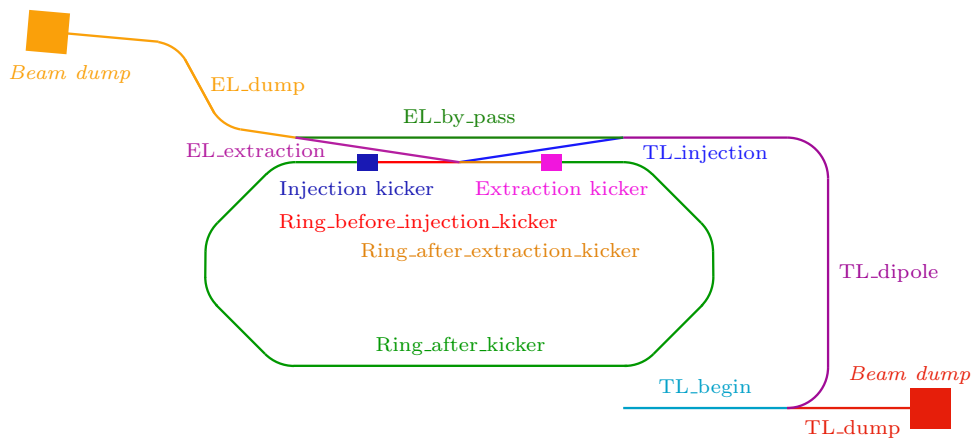 Beam dump
EL_dump
EL_by_pass
EL_extraction
TL_injection
Injection kicker
Extraction kicker
Ring_before_injection_kicker
Ring_after_extraction_kicker
TL_dipole
Ring_after_kicker
Beam dump
TL_begin
TL_dump